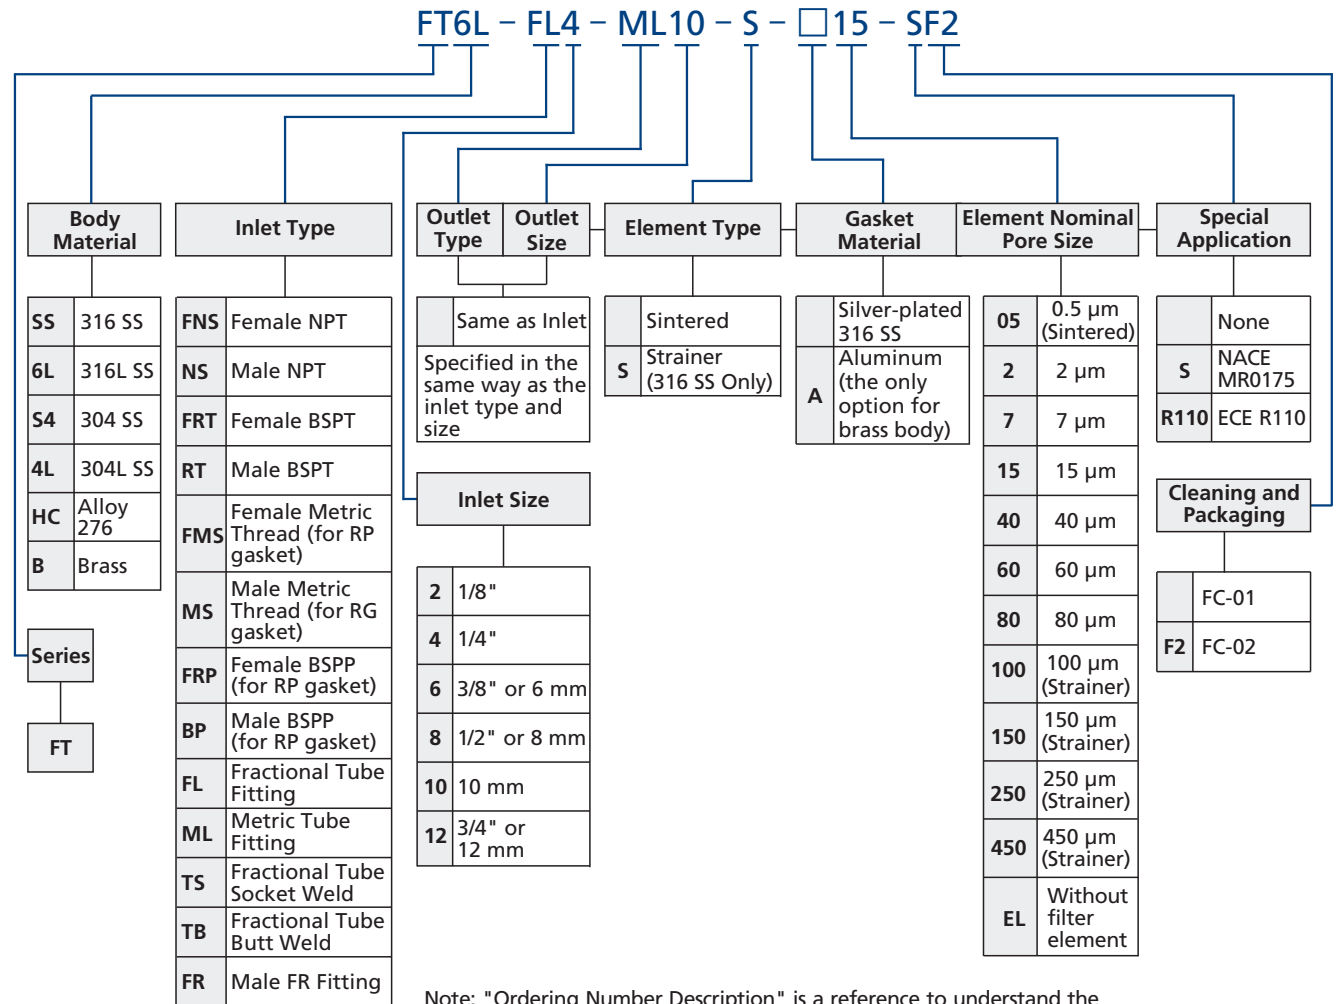 FT6L – FL4 – ML10 – S – □15 – SF2
Body
Material
SS 316 SS
6L 316L SS
S4 304 SS
4L 304L SS
HC Alloy
276
B Brass
Series
FT
Inlet Type
FNS Female NPT
NS Male NPT
FRT Female BSPT
RT Male BSPT
FMS Female Metric
Thread (for RP
gasket)
MS Male Metric
Thread (for RG
gasket)
FRP Female BSPP
(for RP gasket)
BP Male BSPP
(for RP gasket)
FL Fractional Tube
Fitting
ML Metric Tube
Fitting
TS Fractional Tube
Socket Weld
TB Fractional Tube
Butt Weld
FR Male FR Fitting
Outlet
Type
Outlet
Size
Same as Inlet
Specified in the
same way as the
inlet type and
size
Inlet Size
2 1/8"
4 1/4"
6 3/8" or 6 mm
8 1/2" or 8 mm
10 10 mm
12 3/4" or
12 mm
Element Type
Sintered
S Strainer
(316 SS Only)
Gasket
Material
Silver-plated
316 SS
A Aluminum
(the only
option for
brass body)
Element Nominal
Pore Size
05 0.5 µm
(Sintered)
2 2 µm
7 7 µm
15 15 µm
40 40 µm
60 60 µm
80 80 µm
100 100 µm
(Strainer)
150 150 µm
(Strainer)
250 250 µm
(Strainer)
450 450 µm
(Strainer)
EL Without
filter
element
Special
Application
None
S NACE
MR0175
R110 ECE R110
Cleaning and
Packaging
FC-01
F2 FC-02
Note: "Ordering Number Description" is a reference to understand the